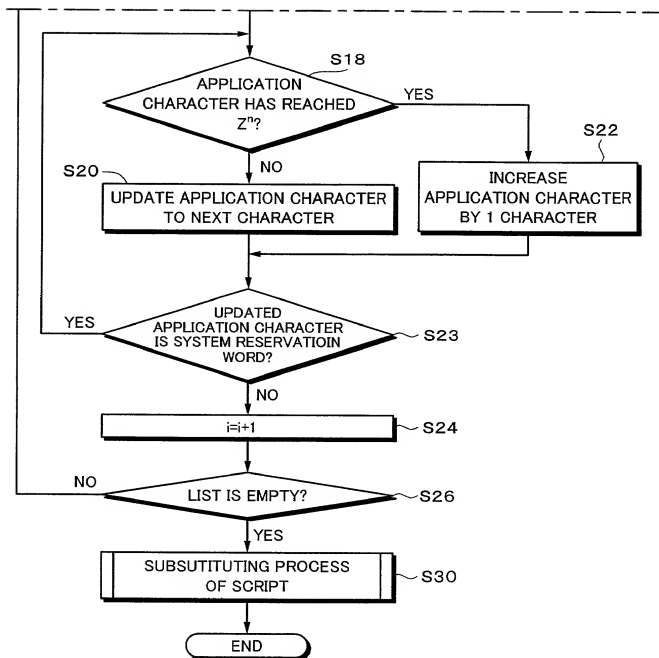 S18
APPLICATION
CHARACTER HAS REACHED
Zⁿ?
YES
NO
S20
UPDATE APPLICATION CHARACTER
TO NEXT CHARACTER
S22
INCREASE
APPLICATION CHARACTER
BY 1 CHARACTER
YES
UPDATED
APPLICATION CHARACTER
IS SYSTEM RESERVATIOIN
WORD?
S23
NO
i=i+1
S24
NO
LIST IS EMPTY?
S26
YES
SUBSUTITUTING PROCESS
OF SCRIPT
S30
END